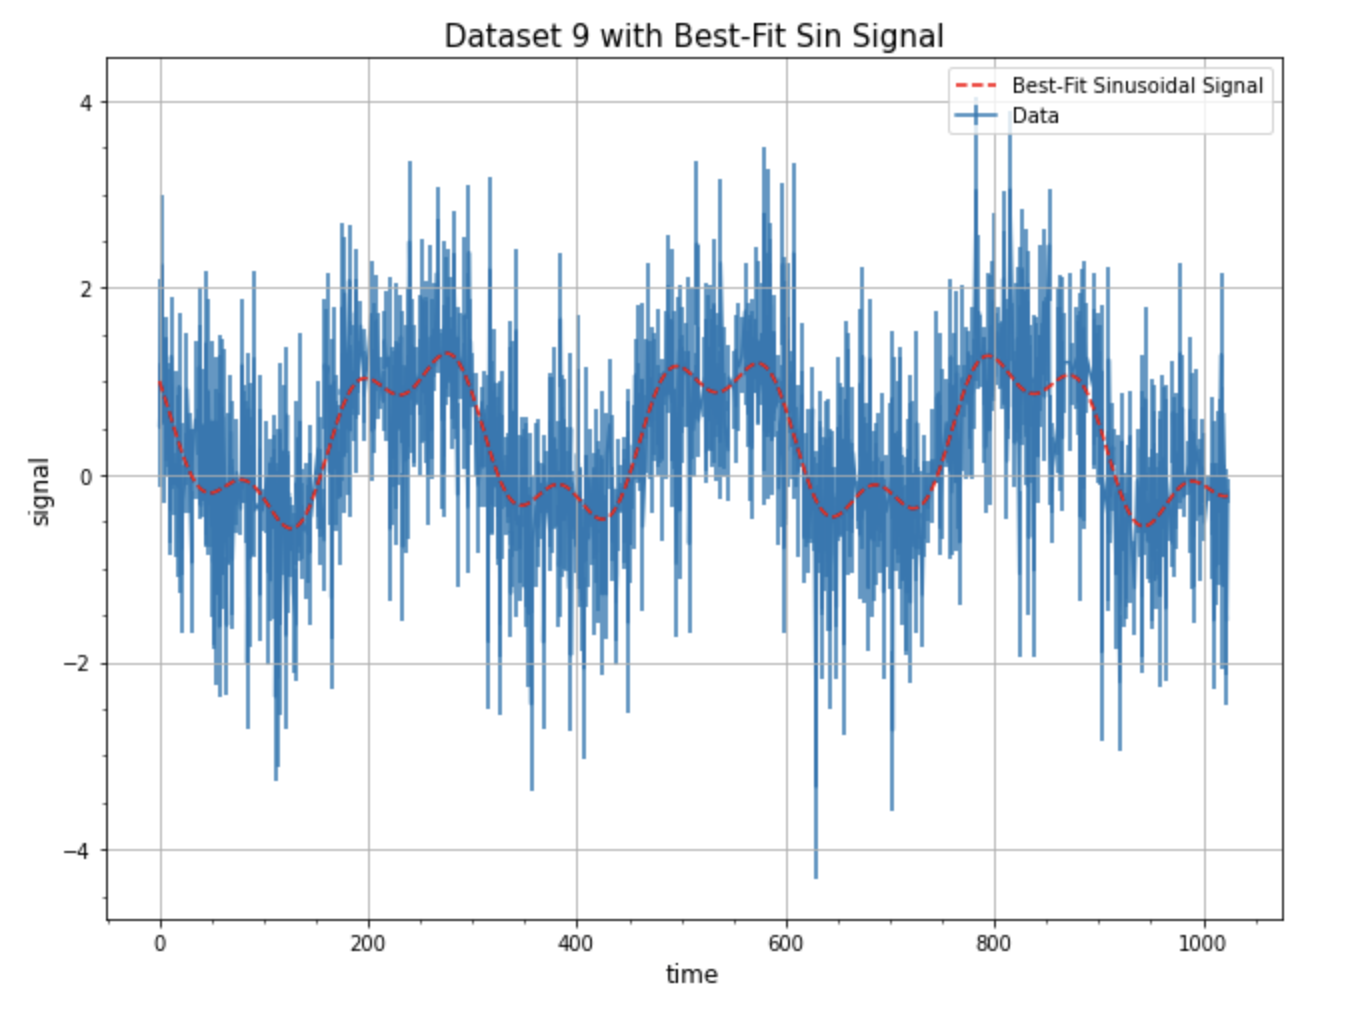 Dataset 9 with Best-Fit Sin Signal
Best-Fit Sinusoidal Signal
Data
4
2
0
−2
−4
signal
0 200 400 600 800 1000
time